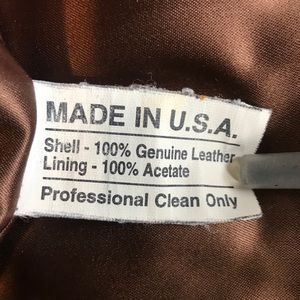 MADE IN U.S.A.
Shell - 100% Genuine Leather
Lining - 100% Acetate
Professional Clean Only